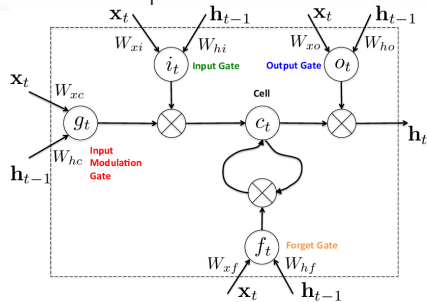 x_t h_{t-1} x_t h_{t-1}
W_{xi} W_{hi} W_{xo} W_{ho}
i_t Input Gate Output Gate o_t
x_t W_{xc} Cell
g_t c_t
h_t
W_{hc} Input
Modulation
Gate
h_{t-1}
f_t Forget Gate
W_{xf} W_{hf}
x_t h_{t-1}